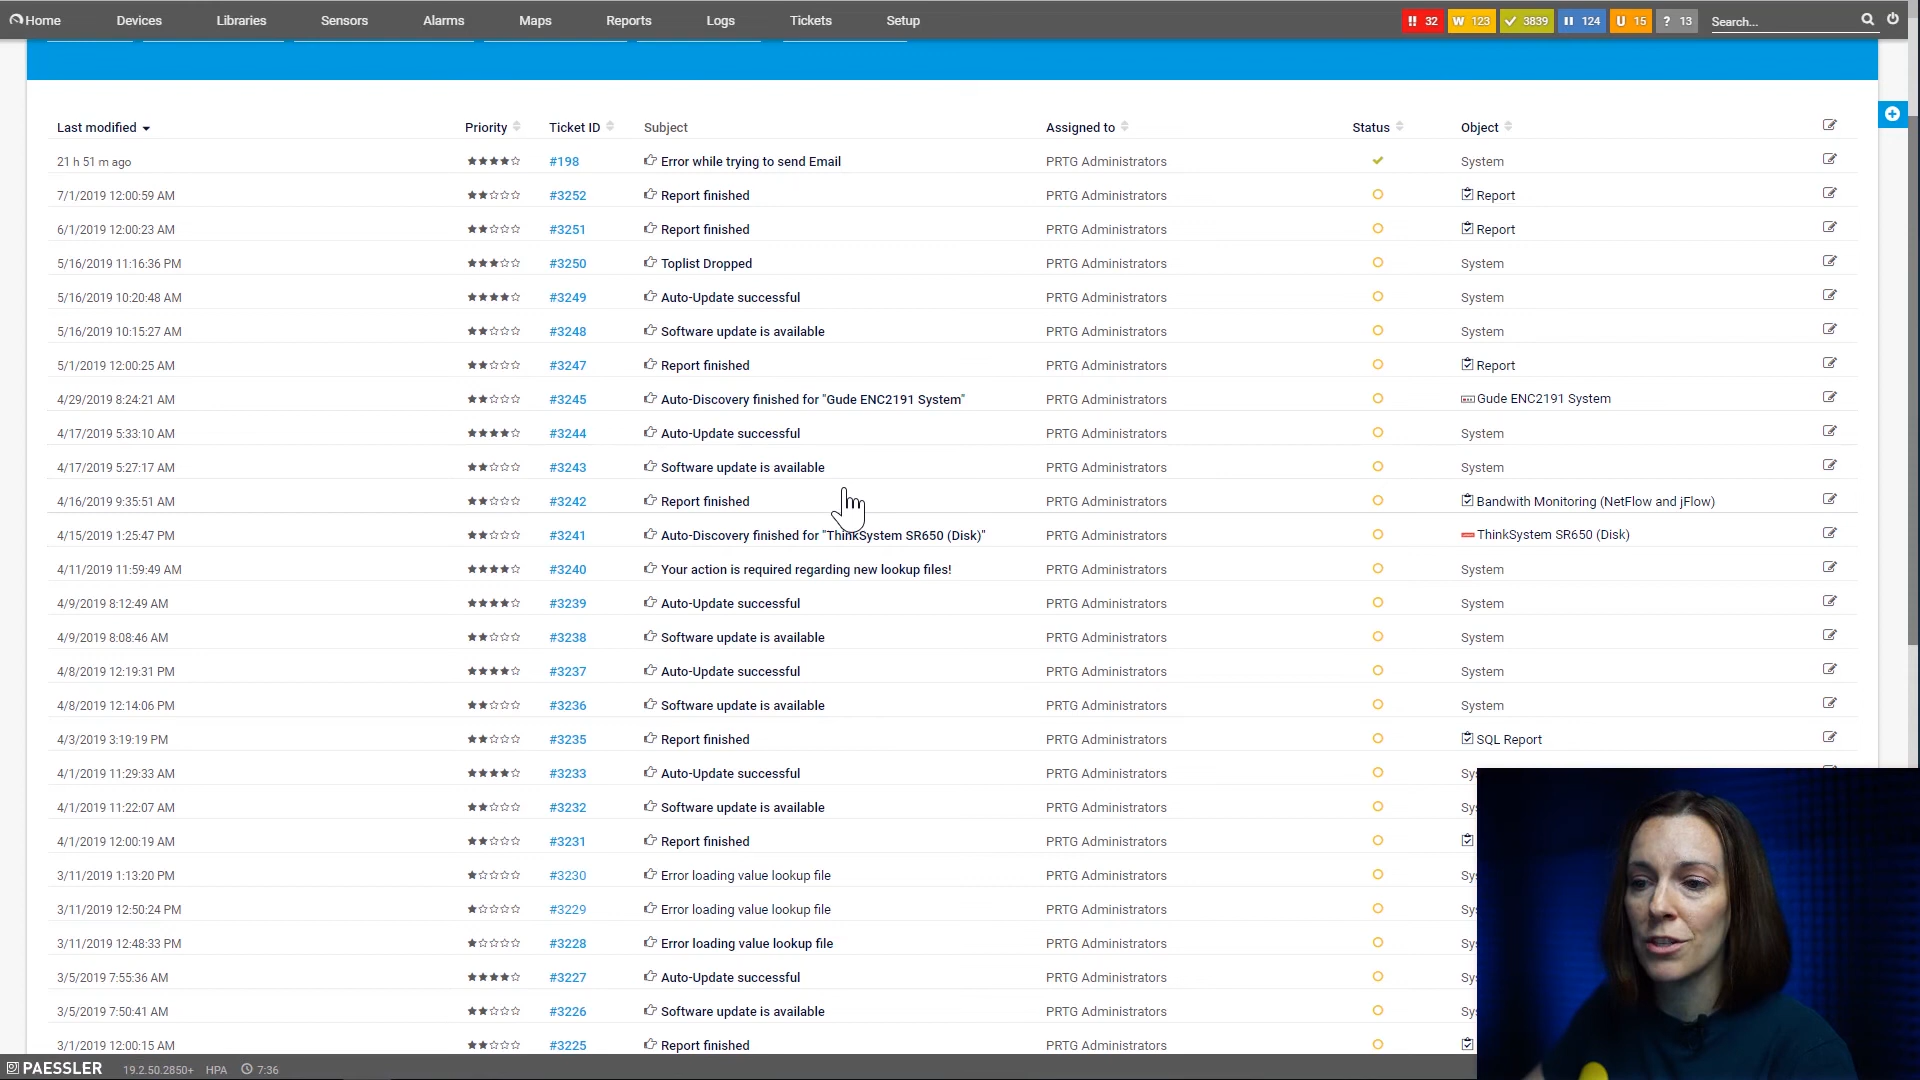 Home Devices Libraries Sensors Alarms Maps Reports Logs Tickets Setup !! 32 W 123 3839 124 U 15 ? 13 Search...
Last modified Priority Ticket ID Subject Assigned to Status Object
21 h 51 m ago #198 Error while trying to send Email PRTG Administrators System
7/1/2019 12:00:59 AM #3252 Report finished PRTG Administrators Report
6/1/2019 12:00:23 AM #3251 Report finished PRTG Administrators Report
5/16/2019 11:16:36 PM #3250 Toplist Dropped PRTG Administrators System
5/16/2019 10:20:48 AM #3249 Auto-Update successful PRTG Administrators System
5/16/2019 10:15:27 AM #3248 Software update is available PRTG Administrators System
5/1/2019 12:00:25 AM #3247 Report finished PRTG Administrators Report
4/29/2019 8:24:21 AM #3245 Auto-Discovery finished for "Gude ENC2191 System" PRTG Administrators Gude ENC2191 System
4/17/2019 5:33:10 AM #3244 Auto-Update successful PRTG Administrators System
4/17/2019 5:27:17 AM #3243 Software update is available PRTG Administrators System
4/16/2019 9:35:51 AM #3242 Report finished PRTG Administrators Bandwith Monitoring (NetFlow and jFlow)
4/15/2019 1:25:47 PM #3241 Auto-Discovery finished for "ThinkSystem SR650 (Disk)" PRTG Administrators ThinkSystem SR650 (Disk)
4/11/2019 11:59:49 AM #3240 Your action is required regarding new lookup files! PRTG Administrators System
4/9/2019 8:12:49 AM #3239 Auto-Update successful PRTG Administrators System
4/9/2019 8:08:46 AM #3238 Software update is available PRTG Administrators System
4/8/2019 12:19:31 PM #3237 Auto-Update successful PRTG Administrators System
4/8/2019 12:14:06 PM #3236 Software update is available PRTG Administrators System
4/3/2019 3:19:19 PM #3235 Report finished PRTG Administrators SQL Report
4/1/2019 11:29:33 AM #3233 Auto-Update successful PRTG Administrators Sy
4/1/2019 11:22:07 AM #3232 Software update is available PRTG Administrators Sy
4/1/2019 12:00:19 AM #3231 Report finished PRTG Administrators
3/11/2019 1:13:20 PM #3230 Error loading value lookup file PRTG Administrators Sy
3/11/2019 12:50:24 PM #3229 Error loading value lookup file PRTG Administrators Sy
3/11/2019 12:48:33 PM #3228 Error loading value lookup file PRTG Administrators Sy
3/5/2019 7:55:36 AM #3227 Auto-Update successful PRTG Administrators Sy
3/5/2019 7:50:41 AM #3226 Software update is available PRTG Administrators Sy
3/1/2019 12:00:15 AM #3225 Report finished PRTG Administrators
PAESSLER 19.2.50.2850+ HPA 7:36